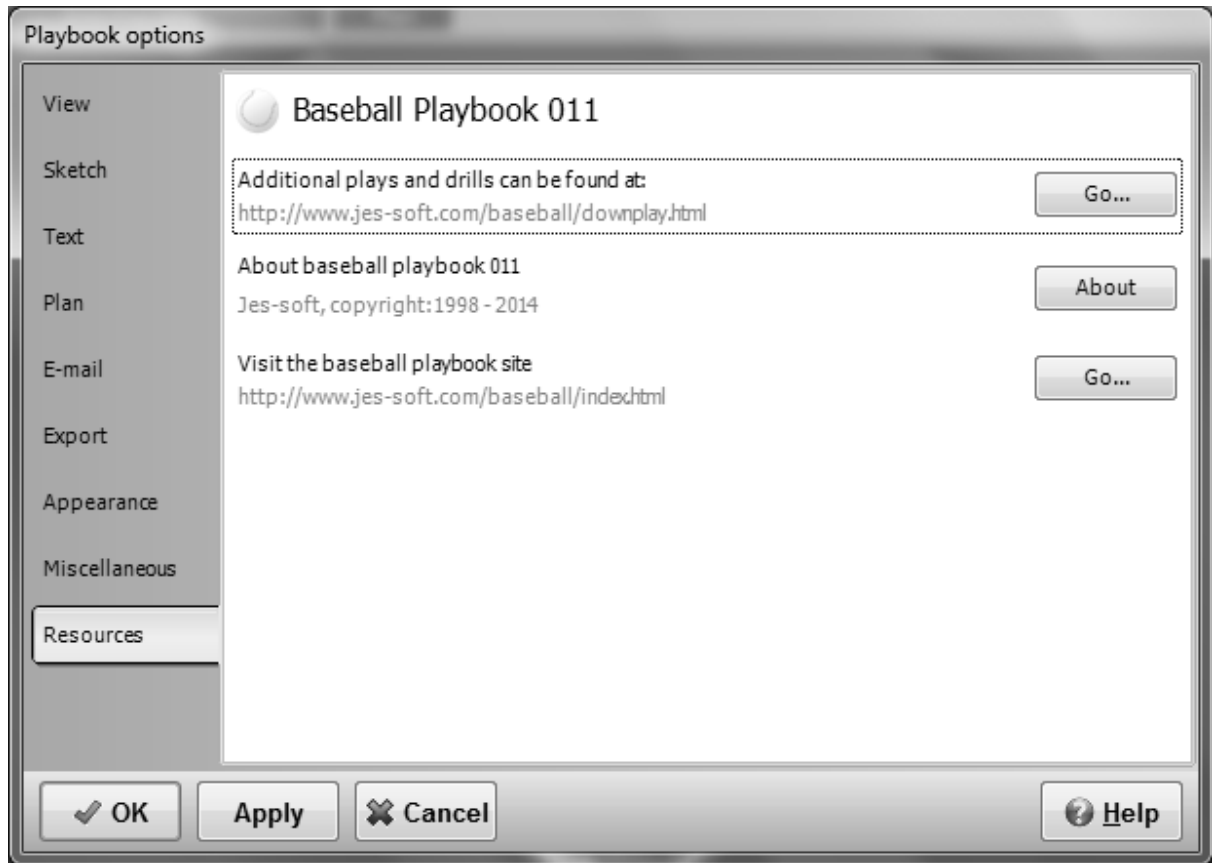 Playbook options
View
Sketch
Text
Plan
E-mail
Export
Appearance
Miscellaneous
Resources
Baseball Playbook 011
Additional plays and drills can be found at:
http://www.jes-soft.com/baseball/downplay.html
Go...
About baseball playbook 011
Jes-soft, copyright:1998 - 2014
About
Visit the baseball playbook site
http://www.jes-soft.com/baseball/index.html
Go...
OK
Apply
Cancel
Help